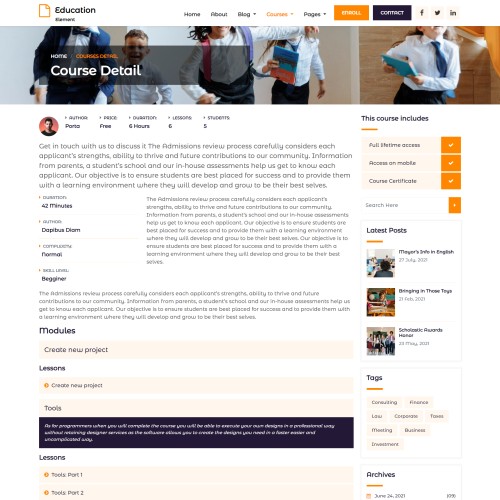 Education
Element
Home
About
Blog
Courses
Pages
ENROLL
CONTACT
HOME
COURSES DETAIL
Course Detail
AUTHOR:
Porta
PRICE:
Free
DURATION:
6 Hours
LESSONS:
6
STUDENTS:
5
Get in touch with us to discuss it The Admissions review process carefully considers each
applicant's strengths, ability to thrive and future contributions to our community. Information
from parents, a student's school and our in-house assessments help us get to know each
applicant. Our objective is to ensure students are best placed for success and to provide them
with a learning environment where they will develop and grow to be their best selves.
DURATION:
42 Minutes
AUTHOR:
Dapibus Diam
COMPLEXITY:
Normal
SKILL LEVEL:
Begginer
The Admissions review process carefully considers each applicant's
strengths, ability to thrive and future contributions to our community.
Information from parents, a student's school and our in-house assessments
help us get to know each applicant. Our objective is to ensure students are
best placed for success and to provide them with a learning environment
where they will develop and grow to be their best selves. Our objective is to
ensure students are best placed for success and to provide them with a
learning environment where they will develop and grow to be their best
selves.
The Admissions review process carefully considers each applicant's strengths, ability to thrive and future
contributions to our community. Information from parents, a student's school and our in-house assessments help us
get to know each applicant. Our objective is to ensure students are best placed for success and to provide them with
a learning environment where they will develop and grow to be their best selves.
Modules
Create new project
Lessons
Create new project
Tools
As for programmers when you will complete the course you will be able to execute your own designs in a professional way
without retaining designer services as the software allows you to create the designs you need in a faster easier and
uncomplicated way.
Lessons
Tools: Part 1
Tools: Part 2
This course includes
Full lifetime access
Access on mobile
Course Certificate
Search Here
Latest Posts
Mayor's Info in English
27 July, 2021
Bringing In Those Toys
21 Feb, 2021
Scholastic Awards
Honor
23 May, 2021
Tags
Consulting
Finance
Law
Corporate
Taxes
Meeting
Business
Investment
Archives
June 24, 2021
(09)